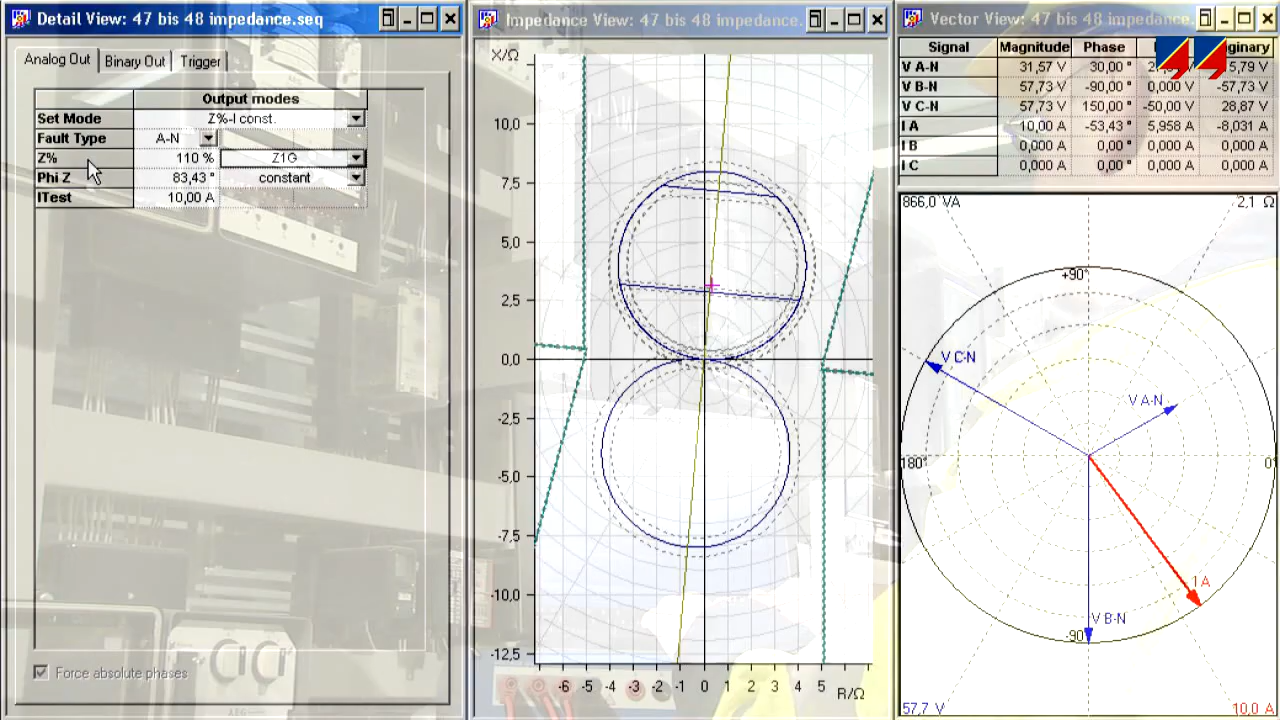 Detail View: 47 bis 48 impedance.seq
Analog Out
Binary Out
Trigger
Output modes
Set Mode Z%-I const.
Fault Type A-N
Z% 110 % Z1G
Phi Z 83,43 ° constant
ITest 10,00 A
Force absolute phases
Impedance View: 47 bis 48 impedance.
X/Ω
10,0
7,5
5,0
2,5
0,0
-2,5
-5,0
-7,5
-10,0
-12,5
-6 -5 -4 -3 -2 -1 0 1 2 3 4 5
R/Ω
Vector View: 47 bis 48 impedance.
Signal Magnitude Phase
V A-N 31,57 V 30,00 ° 5,79 V
V B-N 57,73 V -90,00 ° 0,000 V -57,73 V
V C-N 57,73 V 150,00 ° -50,00 V 28,87 V
I A 10,00 A -53,43 ° 5,958 A -8,031 A
I B 0,000 A 0,00 ° 0,000 A 0,000 A
I C 0,000 A 0,00 ° 0,000 A 0,000 A
866,0 VA 2,1 Ω
+90°
V C-N
V A-N
180°
I A
V B-N
-90°
57,7 V 10,0 A